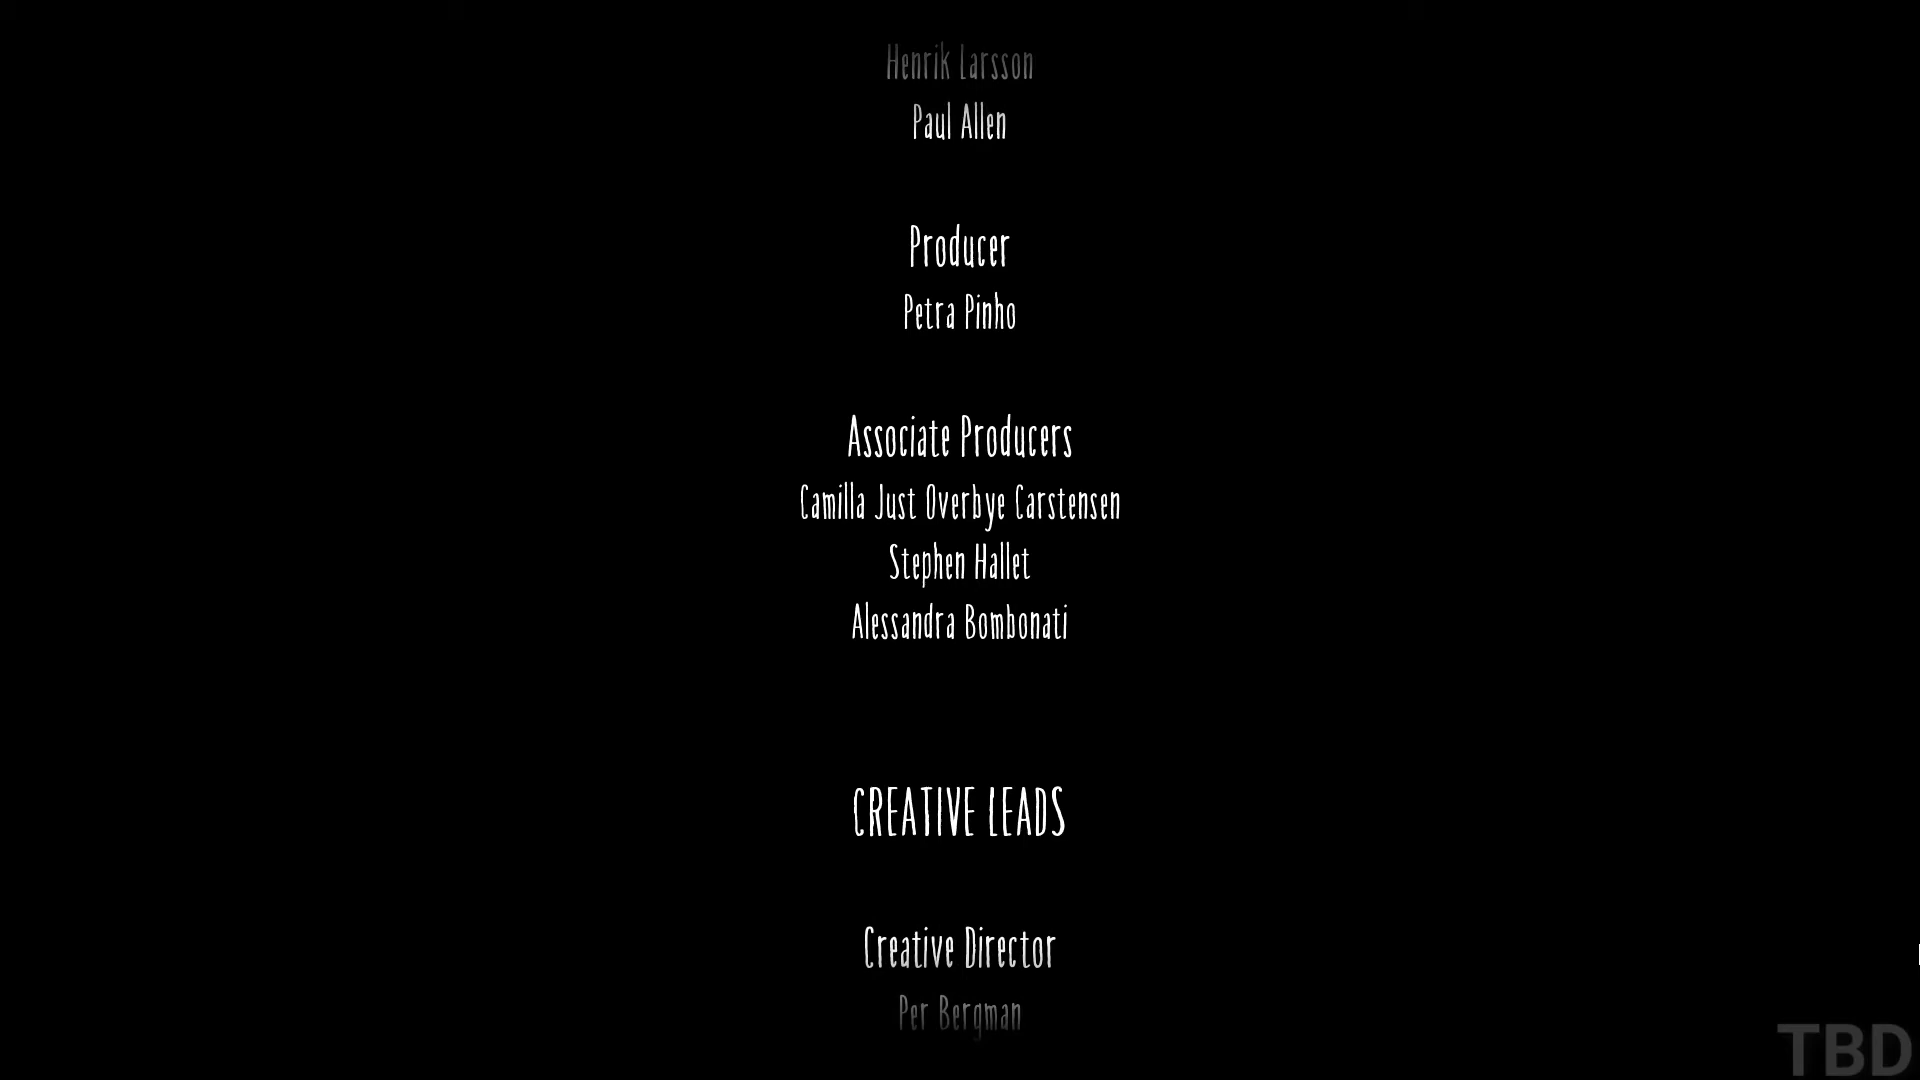 Henrik Larsson
Paul Allen
Producer
Petra Pinho
Associate Producers
Camilla Just Overbye Carstensen
Stephen Hallet
Alessandra Bombonati
CREATIVE LEADS
Creative Director
Per Bergman
TBD